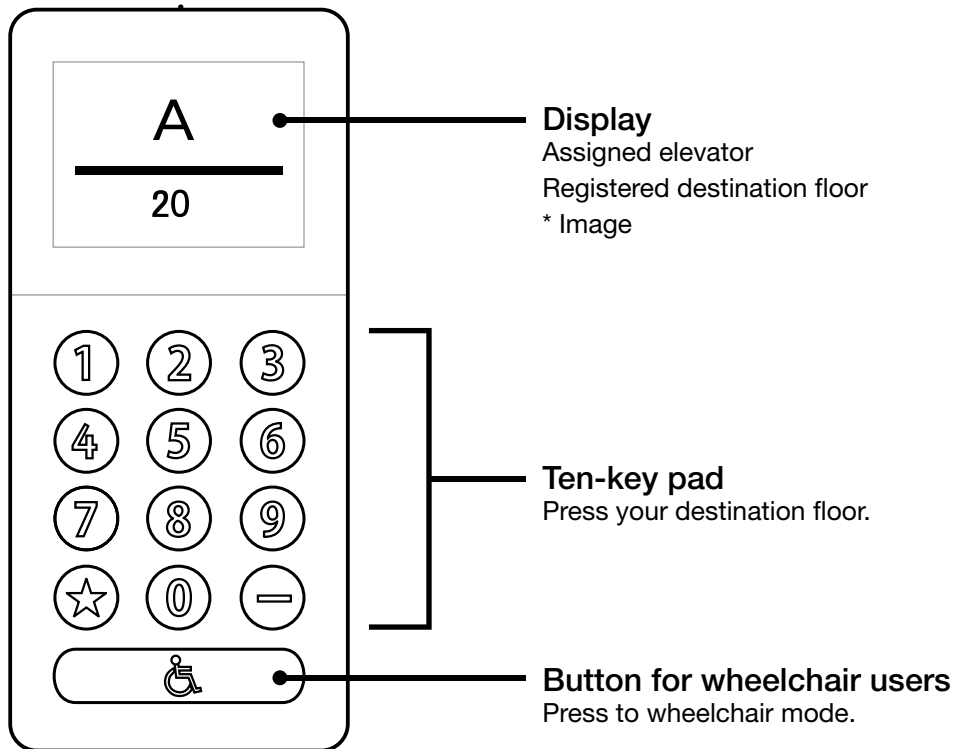 A
20
Display
Assigned elevator
Registered destination floor
* Image
1 2 3
4 5 6
7 8 9
☆ 0 –
Ten-key pad
Press your destination floor.
Button for wheelchair users
Press to wheelchair mode.